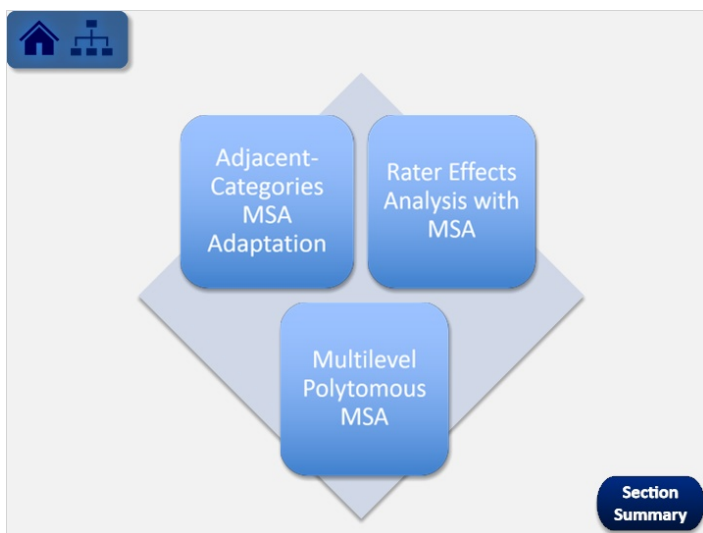 Adjacent-
Categories
MSA
Adaptation
Rater Effects
Analysis with
MSA
Multilevel
Polytomous
MSA
Section
Summary